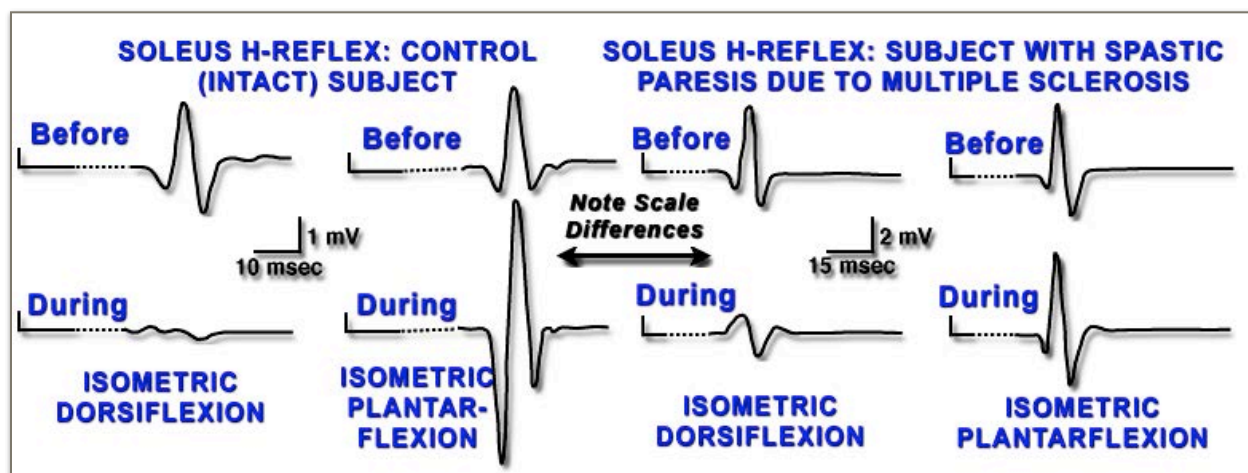 SOLEUS H-REFLEX: CONTROL
(INTACT) SUBJECT
SOLEUS H-REFLEX: SUBJECT WITH SPASTIC
PARESIS DUE TO MULTIPLE SCLEROSIS
Before
Before
Before
Before
1 mV
10 msec
Note Scale
Differences
2 mV
15 msec
During
During
During
During
ISOMETRIC
DORSIFLEXION
ISOMETRIC
PLANTAR-
FLEXION
ISOMETRIC
DORSIFLEXION
ISOMETRIC
PLANTARFLEXION